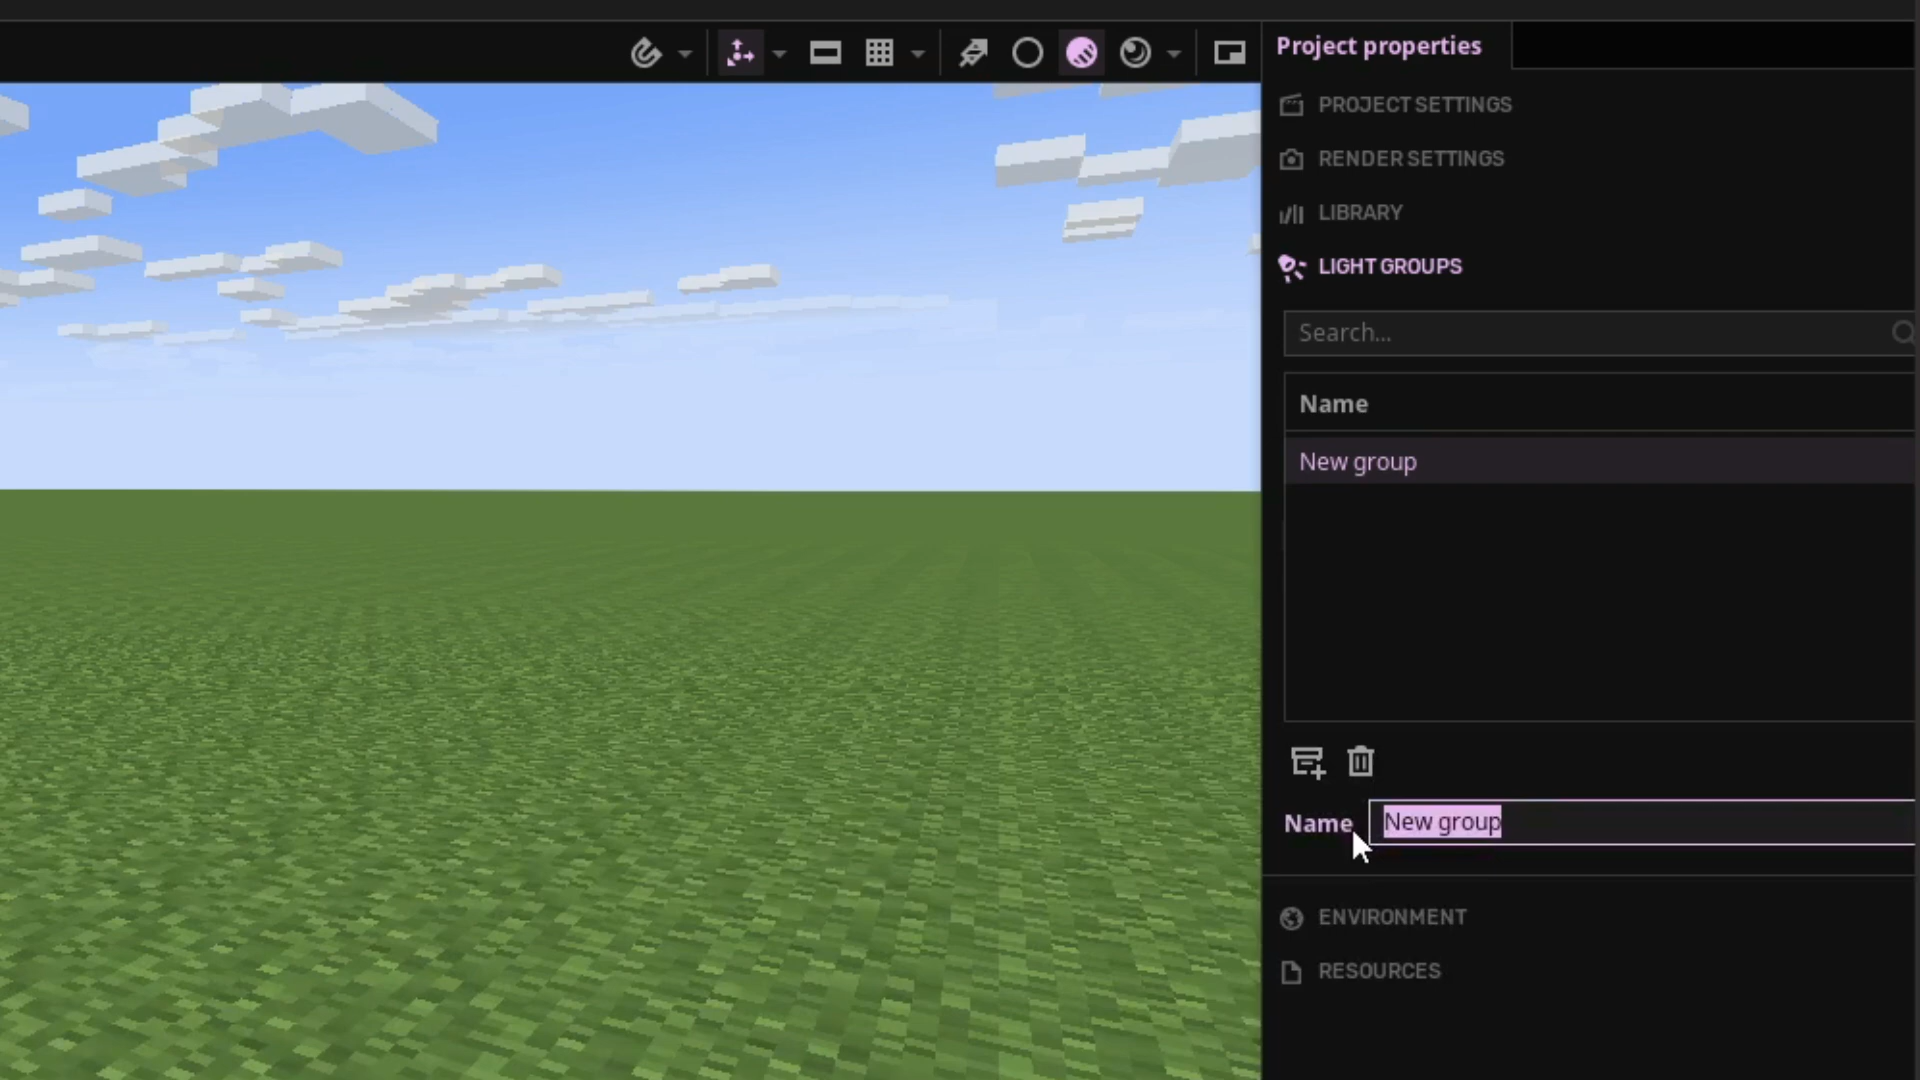 Project properties
PROJECT SETTINGS
RENDER SETTINGS
LIBRARY
LIGHT GROUPS
Search...
Name
New group
Name New group
ENVIRONMENT
RESOURCES